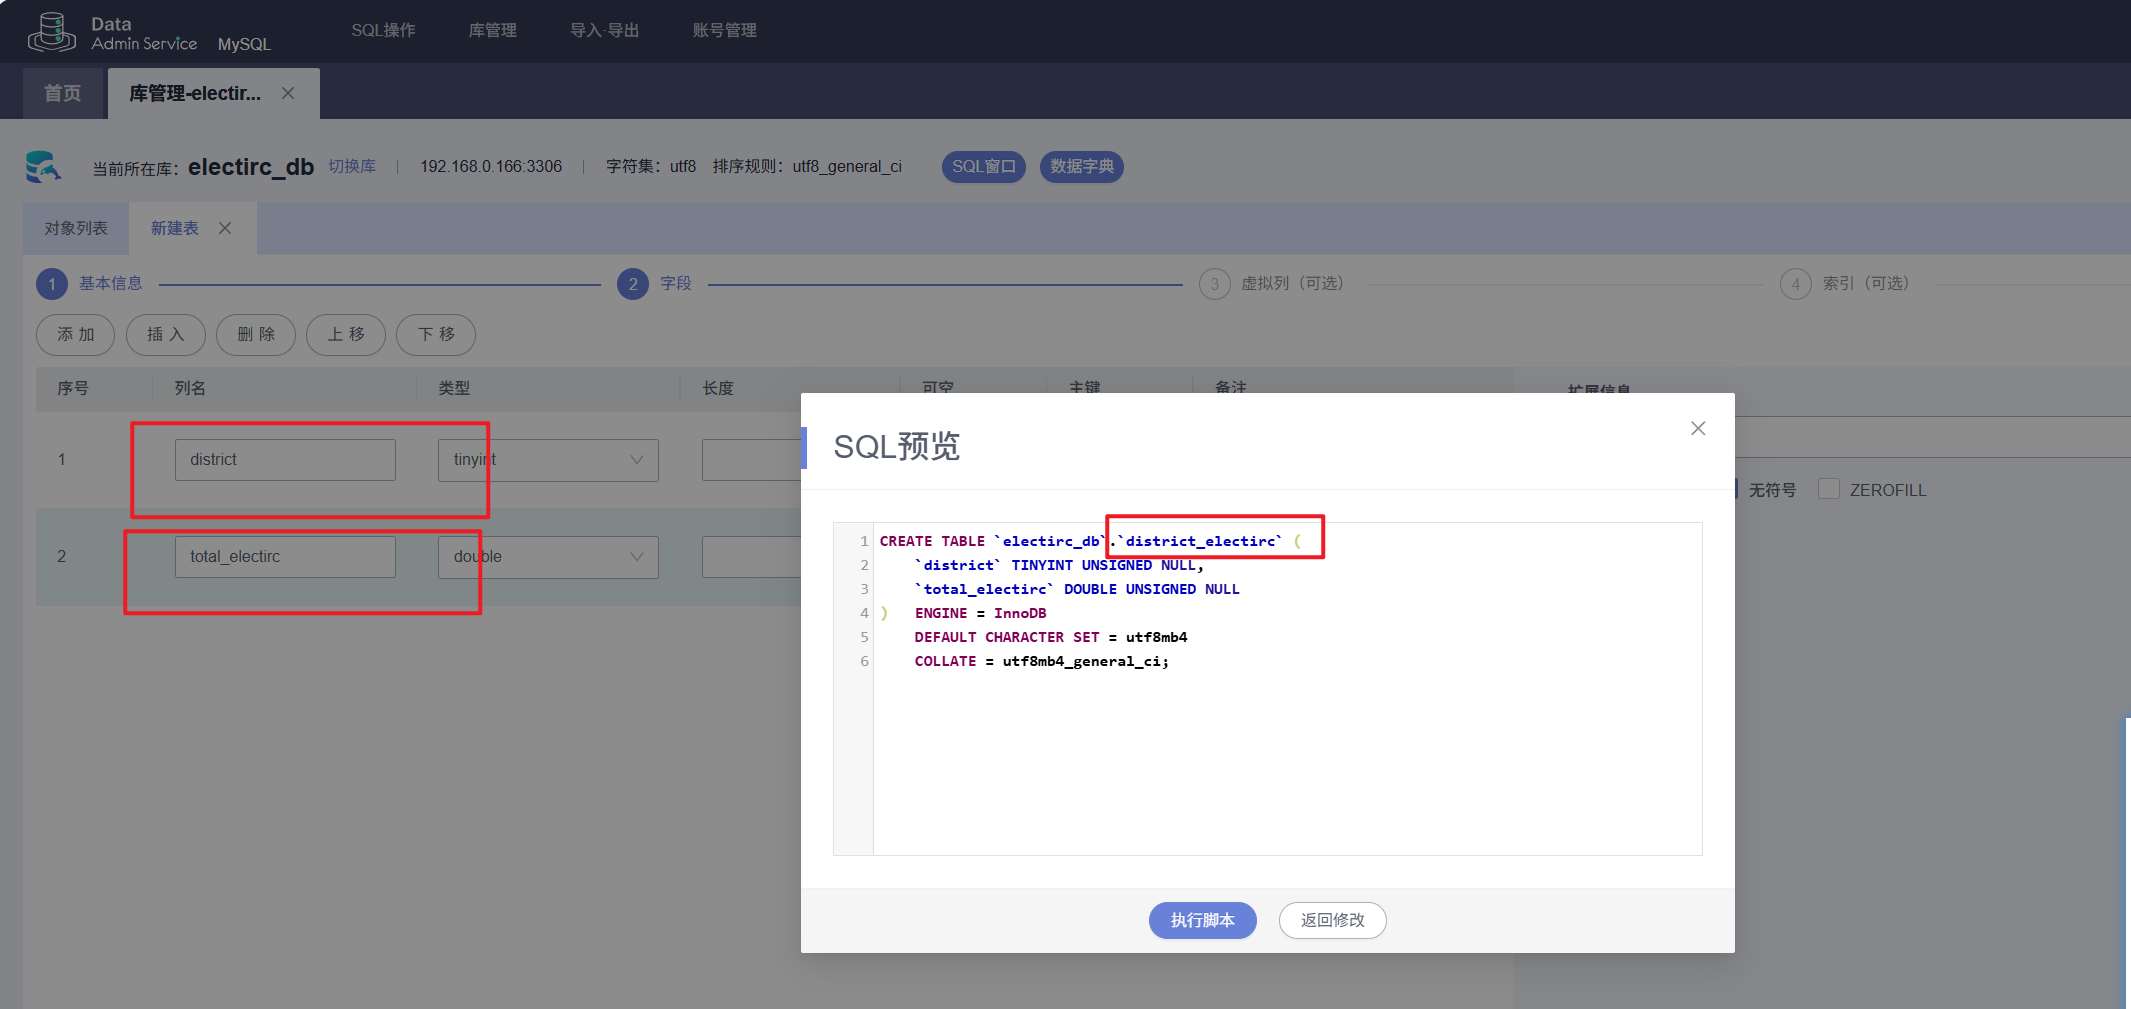 Data
Admin Service MySQL SQL操作 库管理 导入·导出 账号管理
首页 库管理-electir...
当前所在库: electirc_db 切换库 192.168.0.166:3306 字符集: utf8 排序规则: utf8_general_ci SQL窗口 数据字典
对象列表 新建表
1 基本信息 2 字段 3 虚拟列（可选） 4 索引（可选）
添 加 插 入 删 除 上 移 下 移
序号 列名 类型 长度 可空 主键 备注 扩展信息
1 district tinyint
2 total_electirc double
无符号 ZEROFILL
SQL预览
1 CREATE TABLE `electirc_db`.`district_electirc` (
2 `district` TINYINT UNSIGNED NULL,
3 `total_electirc` DOUBLE UNSIGNED NULL
4 ) ENGINE = InnoDB
5 DEFAULT CHARACTER SET = utf8mb4
6 COLLATE = utf8mb4_general_ci;
执行脚本 返回修改